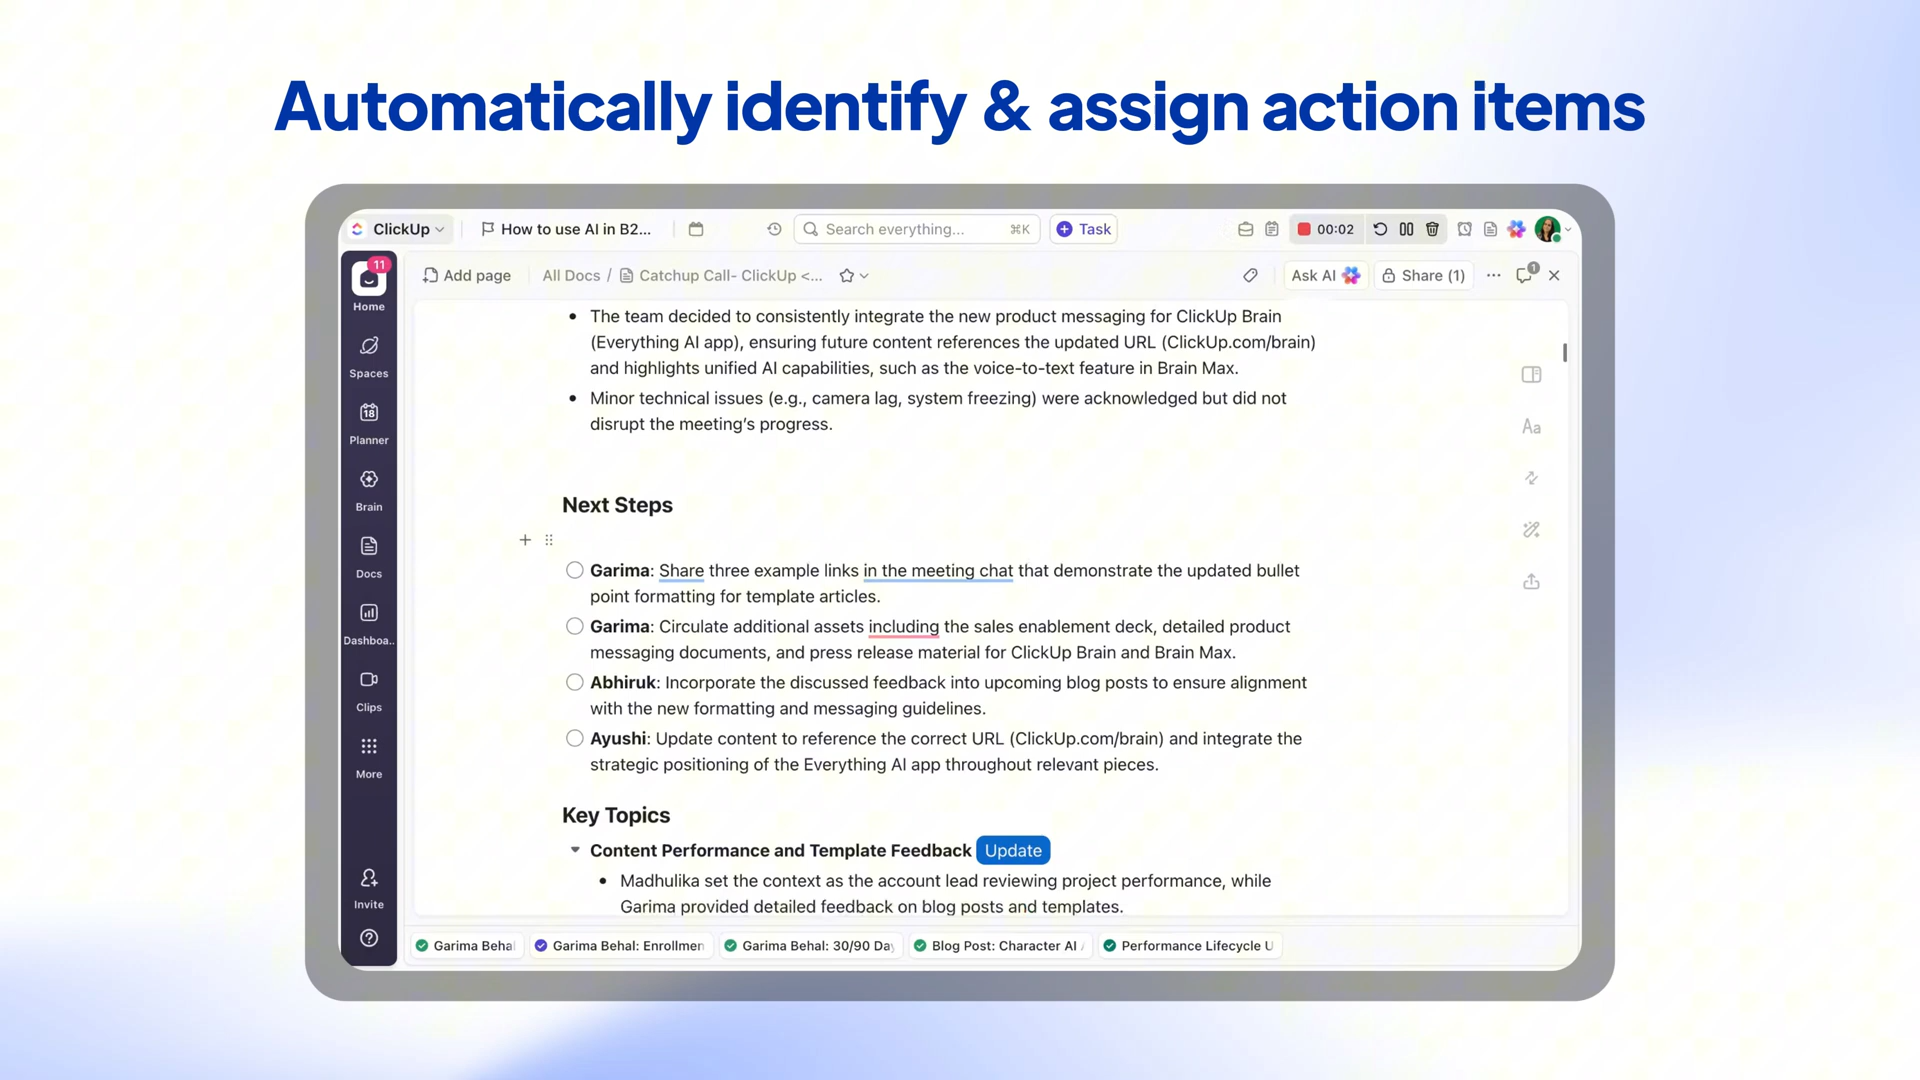 Automatically identify & assign action items
ClickUp
How to use AI in B2...
Search everything...
⌘K
Task
00:02
11
Home
Add page
All Docs / Catchup Call- ClickUp <...
Ask AI
Share (1)
1
Spaces
18
Planner
Brain
Docs
Dashboa..
Clips
More
Invite
• The team decided to consistently integrate the new product messaging for ClickUp Brain
(Everything AI app), ensuring future content references the updated URL (ClickUp.com/brain)
and highlights unified AI capabilities, such as the voice-to-text feature in Brain Max.
• Minor technical issues (e.g., camera lag, system freezing) were acknowledged but did not
disrupt the meeting’s progress.
Aa
Next Steps
Garima: Share three example links in the meeting chat that demonstrate the updated bullet
point formatting for template articles.
Garima: Circulate additional assets including the sales enablement deck, detailed product
messaging documents, and press release material for ClickUp Brain and Brain Max.
Abhiruk: Incorporate the discussed feedback into upcoming blog posts to ensure alignment
with the new formatting and messaging guidelines.
Ayushi: Update content to reference the correct URL (ClickUp.com/brain) and integrate the
strategic positioning of the Everything AI app throughout relevant pieces.
Key Topics
Content Performance and Template Feedback Update
• Madhulika set the context as the account lead reviewing project performance, while
Garima provided detailed feedback on blog posts and templates.
Garima Behal
Garima Behal: Enrollmen
Garima Behal: 30/90 Day
Blog Post: Character AI
Performance Lifecycle U